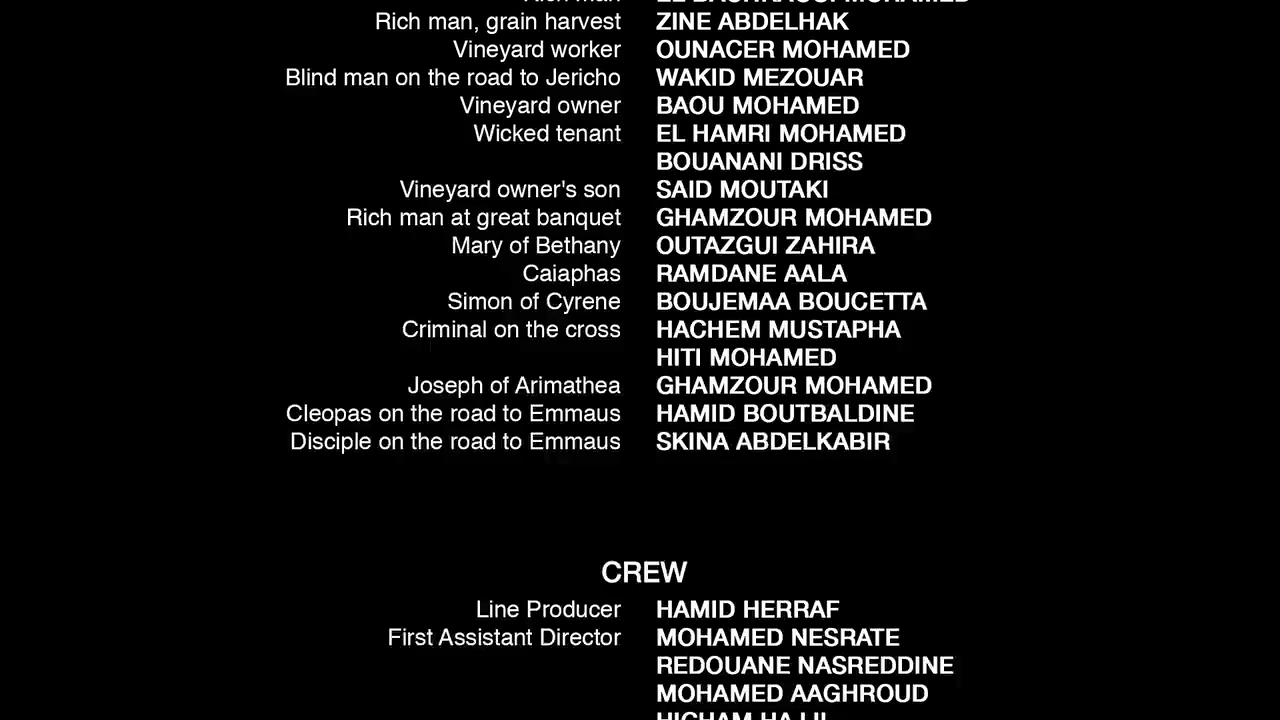 Rich man, grain harvest ZINE ABDELHAK
Vineyard worker OUNACER MOHAMED
Blind man on the road to Jericho WAKID MEZOUAR
Vineyard owner BAOU MOHAMED
Wicked tenant EL HAMRI MOHAMED
BOUANANI DRISS
Vineyard owner's son SAID MOUTAKI
Rich man at great banquet GHAMZOUR MOHAMED
Mary of Bethany OUTAZGUI ZAHIRA
Caiaphas RAMDANE AALA
Simon of Cyrene BOUJEMAA BOUCETTA
Criminal on the cross HACHEM MUSTAPHA
HITI MOHAMED
Joseph of Arimathea GHAMZOUR MOHAMED
Cleopas on the road to Emmaus HAMID BOUTBALDINE
Disciple on the road to Emmaus SKINA ABDELKABIR
CREW
Line Producer HAMID HERRAF
First Assistant Director MOHAMED NESRATE
REDOUANE NASREDDINE
MOHAMED AAGHROUD